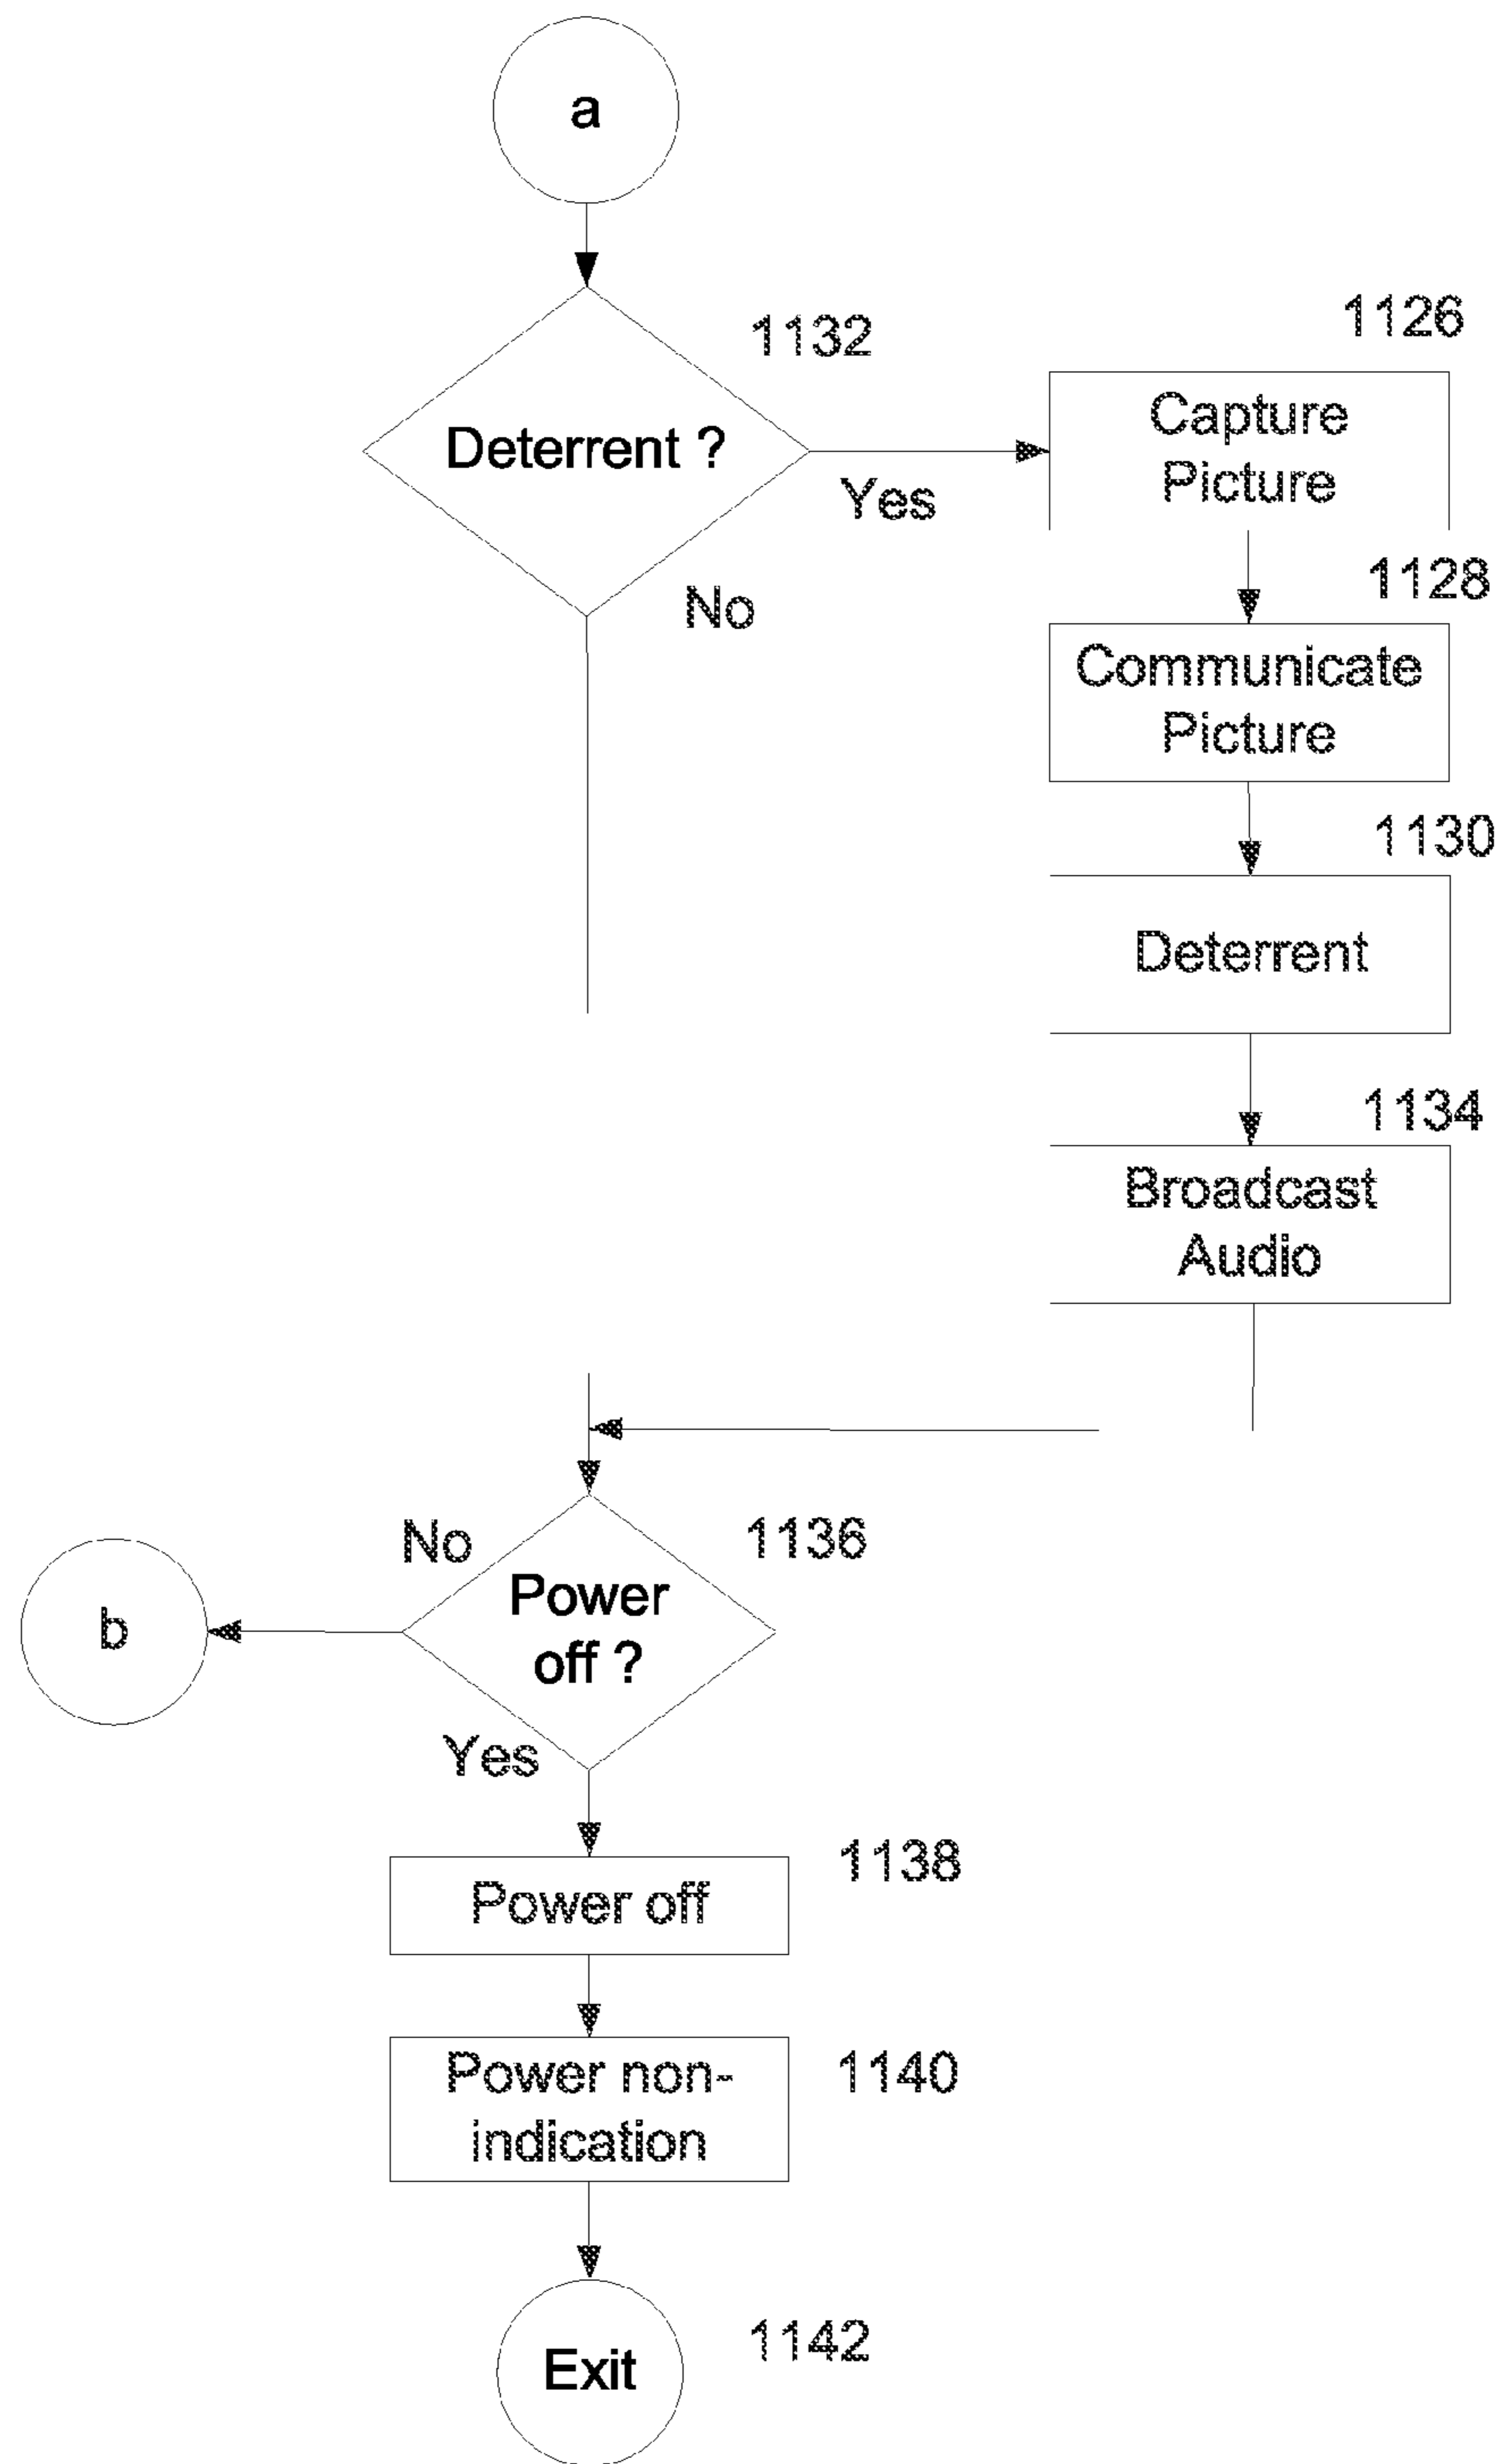 a
1132
Deterrent ?
Yes
No
1126
Capture
Picture
1128
Communicate
Picture
1130
Deterrent
1134
Broadcast
Audio
No
1136
Power
off ?
b
Yes
1138
Power off
1140
Power non-
indication
1142
Exit